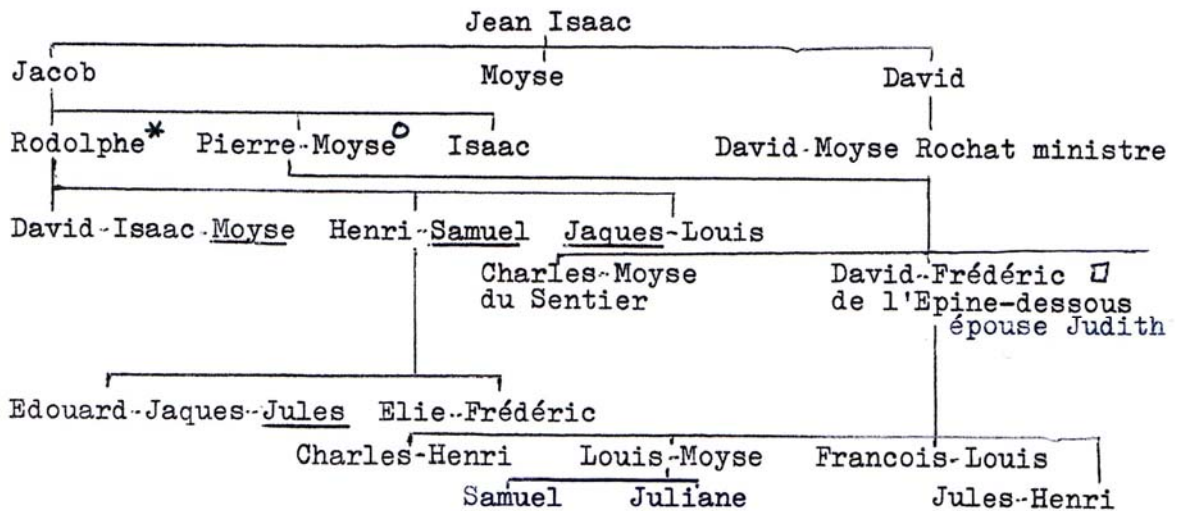 Jean Isaac
Jacob Moyse David
Rodolphe* Pierre-Moyse° Isaac David-Moyse Rochat ministre
David-Isaac-Moyse Henri-Samuel Jaques-Louis
Charles-Moyse David-Frédéric □
du Sentier de l'Epine-dessous
épouse Judith
Edouard-Jaques-Jules Elie-Frédéric
Charles-Henri Louis-Moyse Francois-Louis
Samuel Juliane Jules-Henri